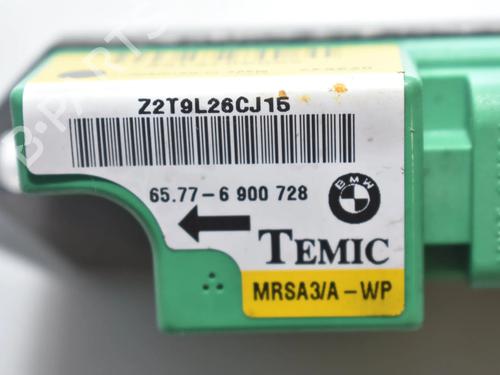 Z2T9L26CJ15
65.77-6 900 728
BMW
TEMIC
MRSA3/A-WP